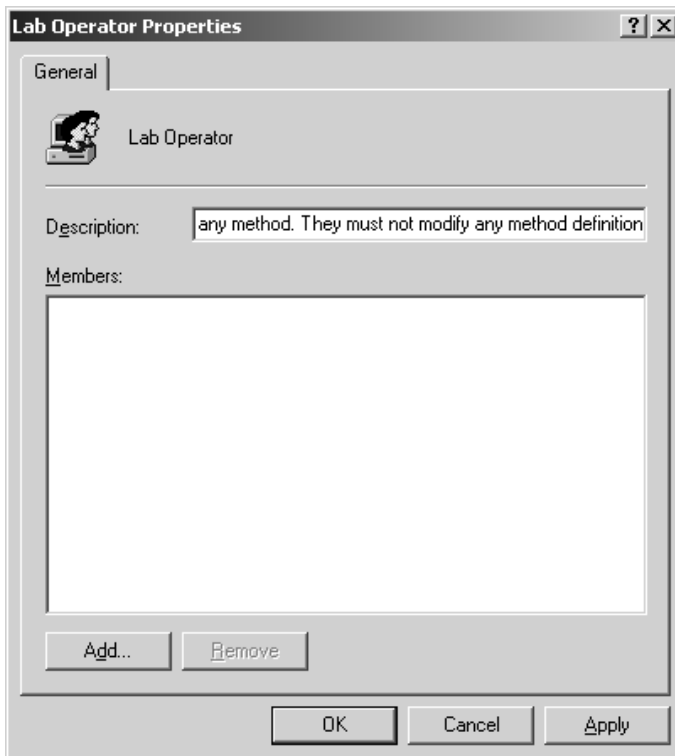 Lab Operator Properties
General
Lab Operator
Description: any method. They must not modify any method definition
Members:
Add... Remove
OK Cancel Apply